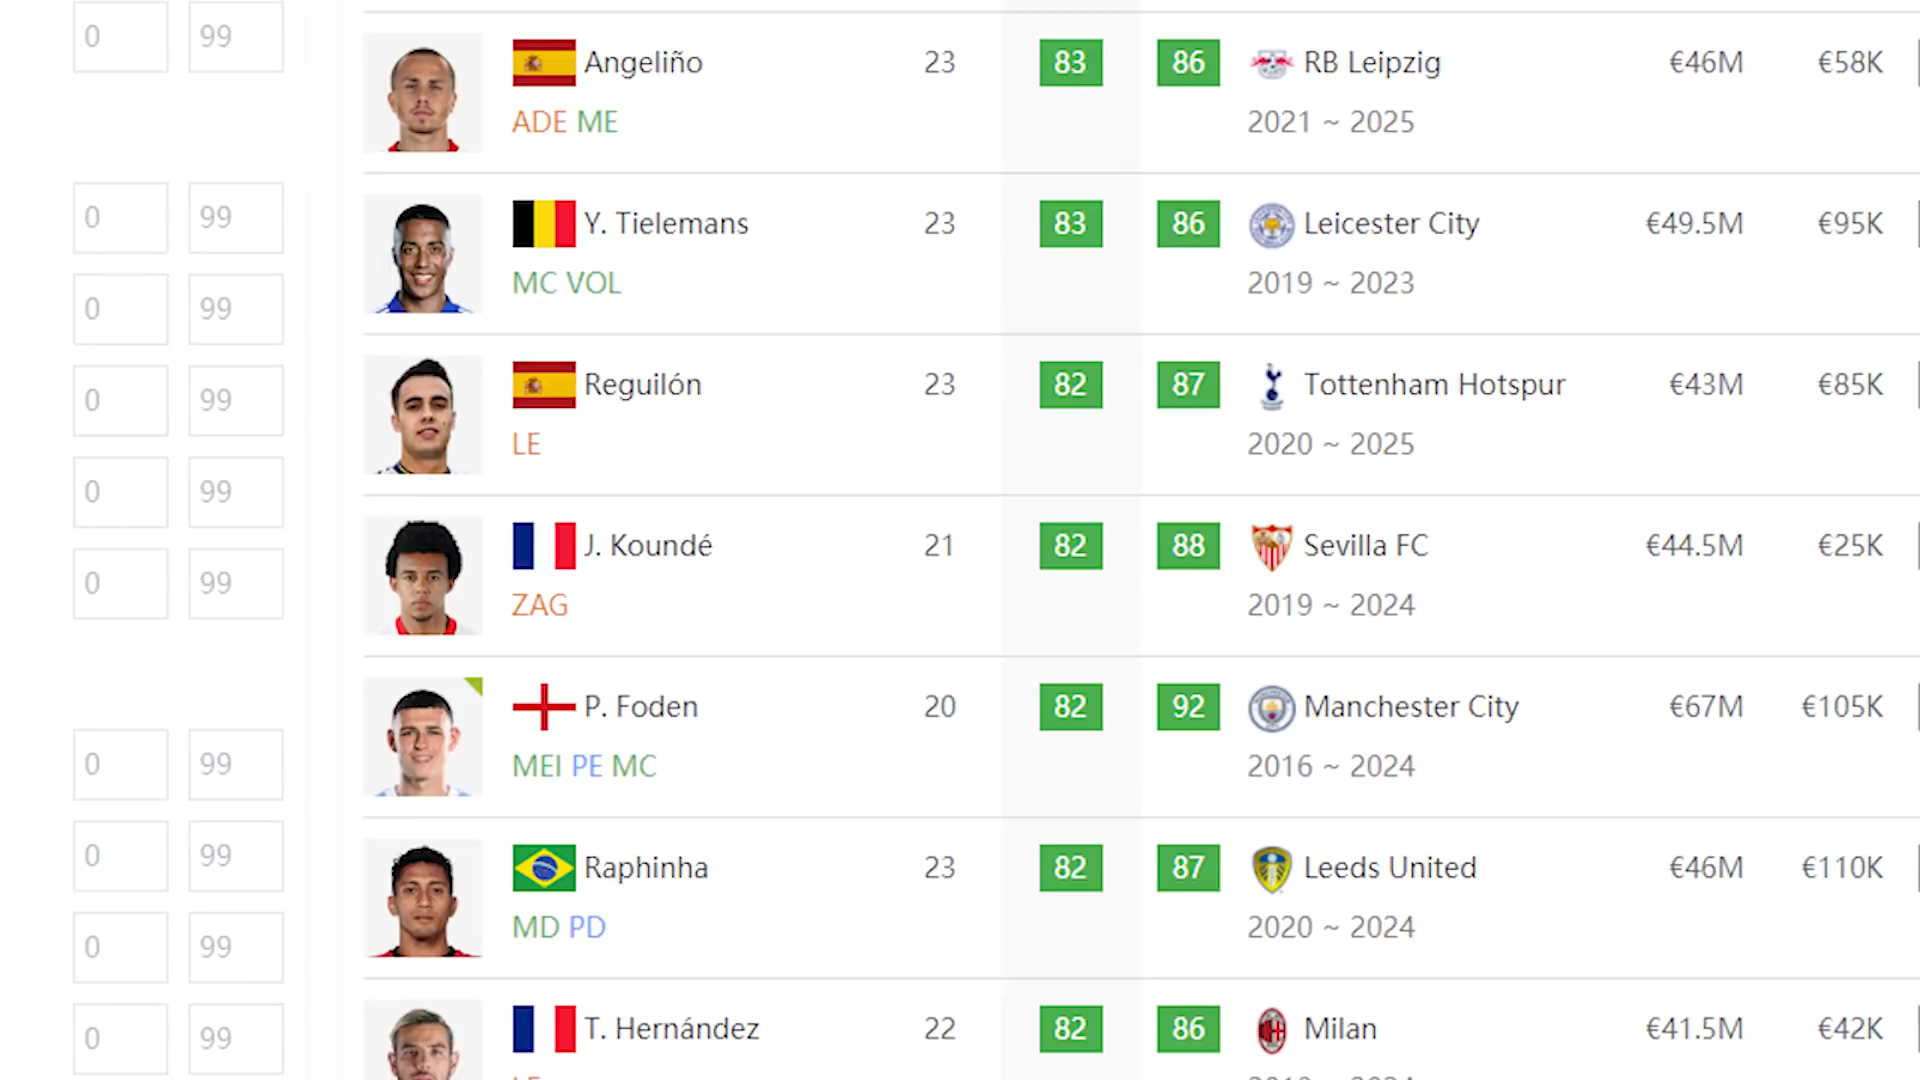 0 99 Angeliño 23 83 86 RB Leipzig €46M €58K
ADE ME 2021 ~ 2025
0 99 Y. Tielemans 23 83 86 Leicester City €49.5M €95K
MC VOL 2019 ~ 2023
0 99
0 99 Reguilón 23 82 87 Tottenham Hotspur €43M €85K
LE 2020 ~ 2025
0 99
0 99 J. Koundé 21 82 88 Sevilla FC €44.5M €25K
ZAG 2019 ~ 2024
P. Foden 20 82 92 Manchester City €67M €105K
0 99 MEI PE MC 2016 ~ 2024
0 99 Raphinha 23 82 87 Leeds United €46M €110K
0 99 MD PD 2020 ~ 2024
0 99 T. Hernández 22 82 86 Milan €41.5M €42K